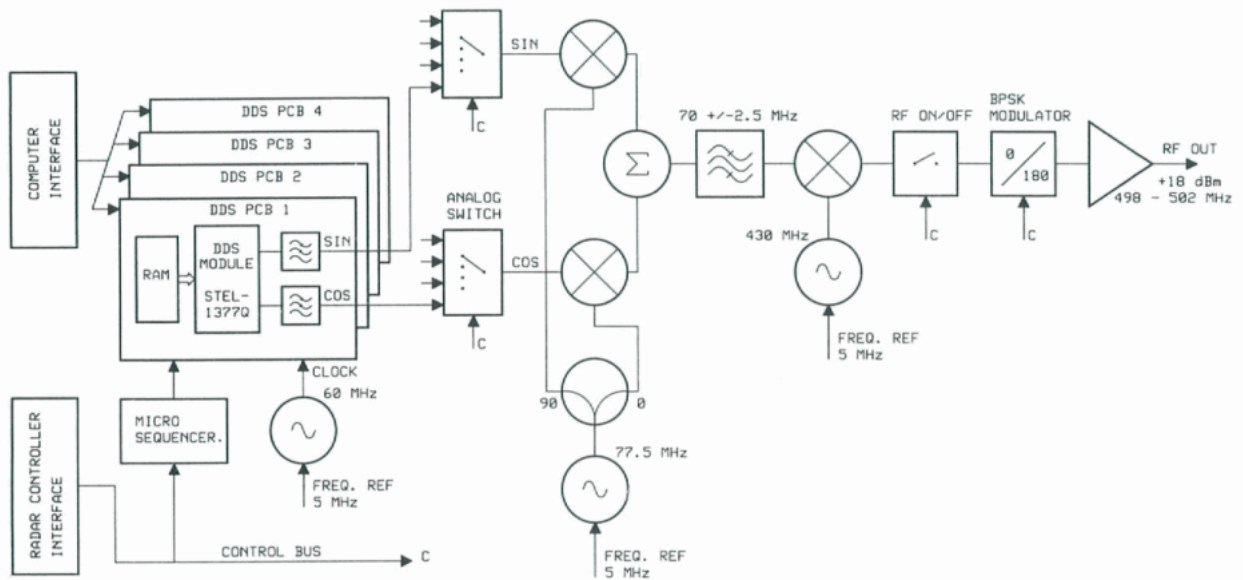 COMPUTER
INTERFACE
DDS PCB 4
DDS PCB 3
DDS PCB 2
DDS PCB 1
RAM
DDS
MODULE
STEL-
1377Q
SIN
COS
CLOCK
60 MHz
FREQ. REF
5 MHz
MICRO
SEQUENCER.
RADAR CONTROLLER
INTERFACE
CONTROL BUS
C
SIN
C
ANALOG
SWITCH
COS
C
90
0
77.5 MHz
FREQ. REF
5 MHz
Σ
70 +/-2.5 MHz
430 MHz
FREQ. REF
5 MHz
RF ON/OFF
C
BPSK
MODULATOR
0
180
C
RF OUT
+18 dBm
498 - 502 MHz